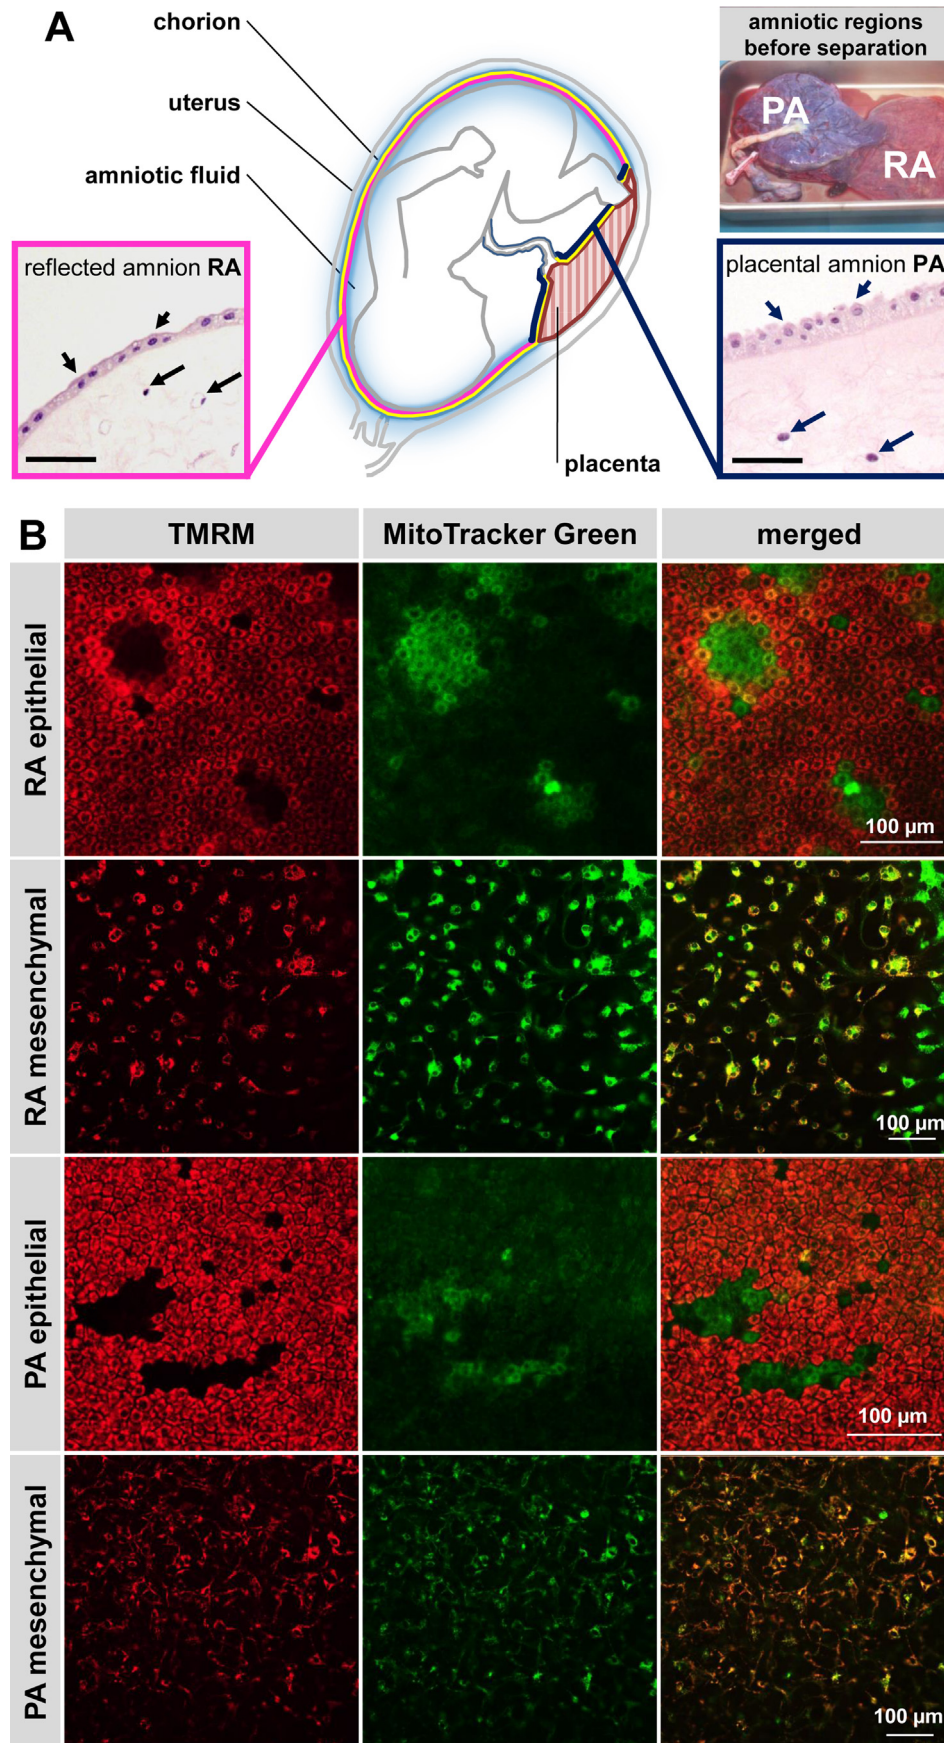 A
chorion
uterus
amniotic fluid
amniotic regions
before separation
PA
RA
reflected amnion RA
placental amnion PA
placenta
B
TMRM
MitoTracker Green
merged
RA epithelial
100 µm
RA mesenchymal
100 µm
PA epithelial
100 µm
PA mesenchymal
100 µm